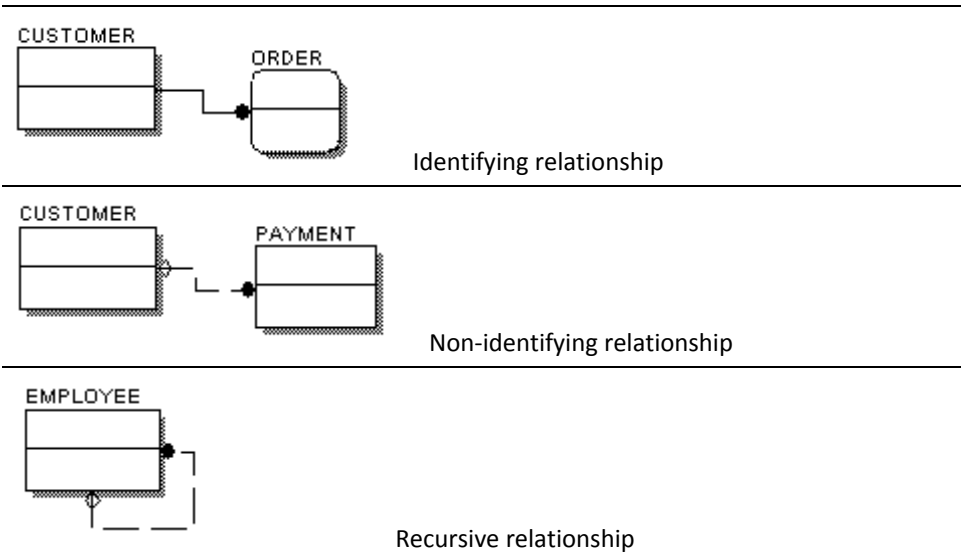 CUSTOMER
ORDER
Identifying relationship
CUSTOMER
PAYMENT
Non-identifying relationship
EMPLOYEE
Recursive relationship